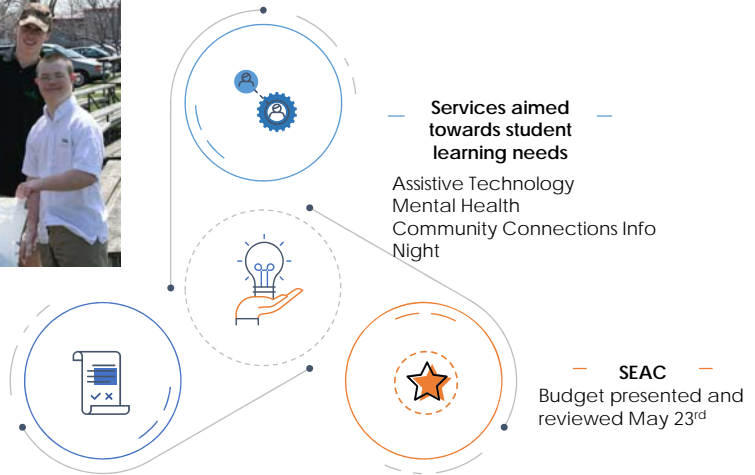 Services aimed
towards student
learning needs
Assistive Technology
Mental Health
Community Connections Info
Night
SEAC
Budget presented and
reviewed May 23rd